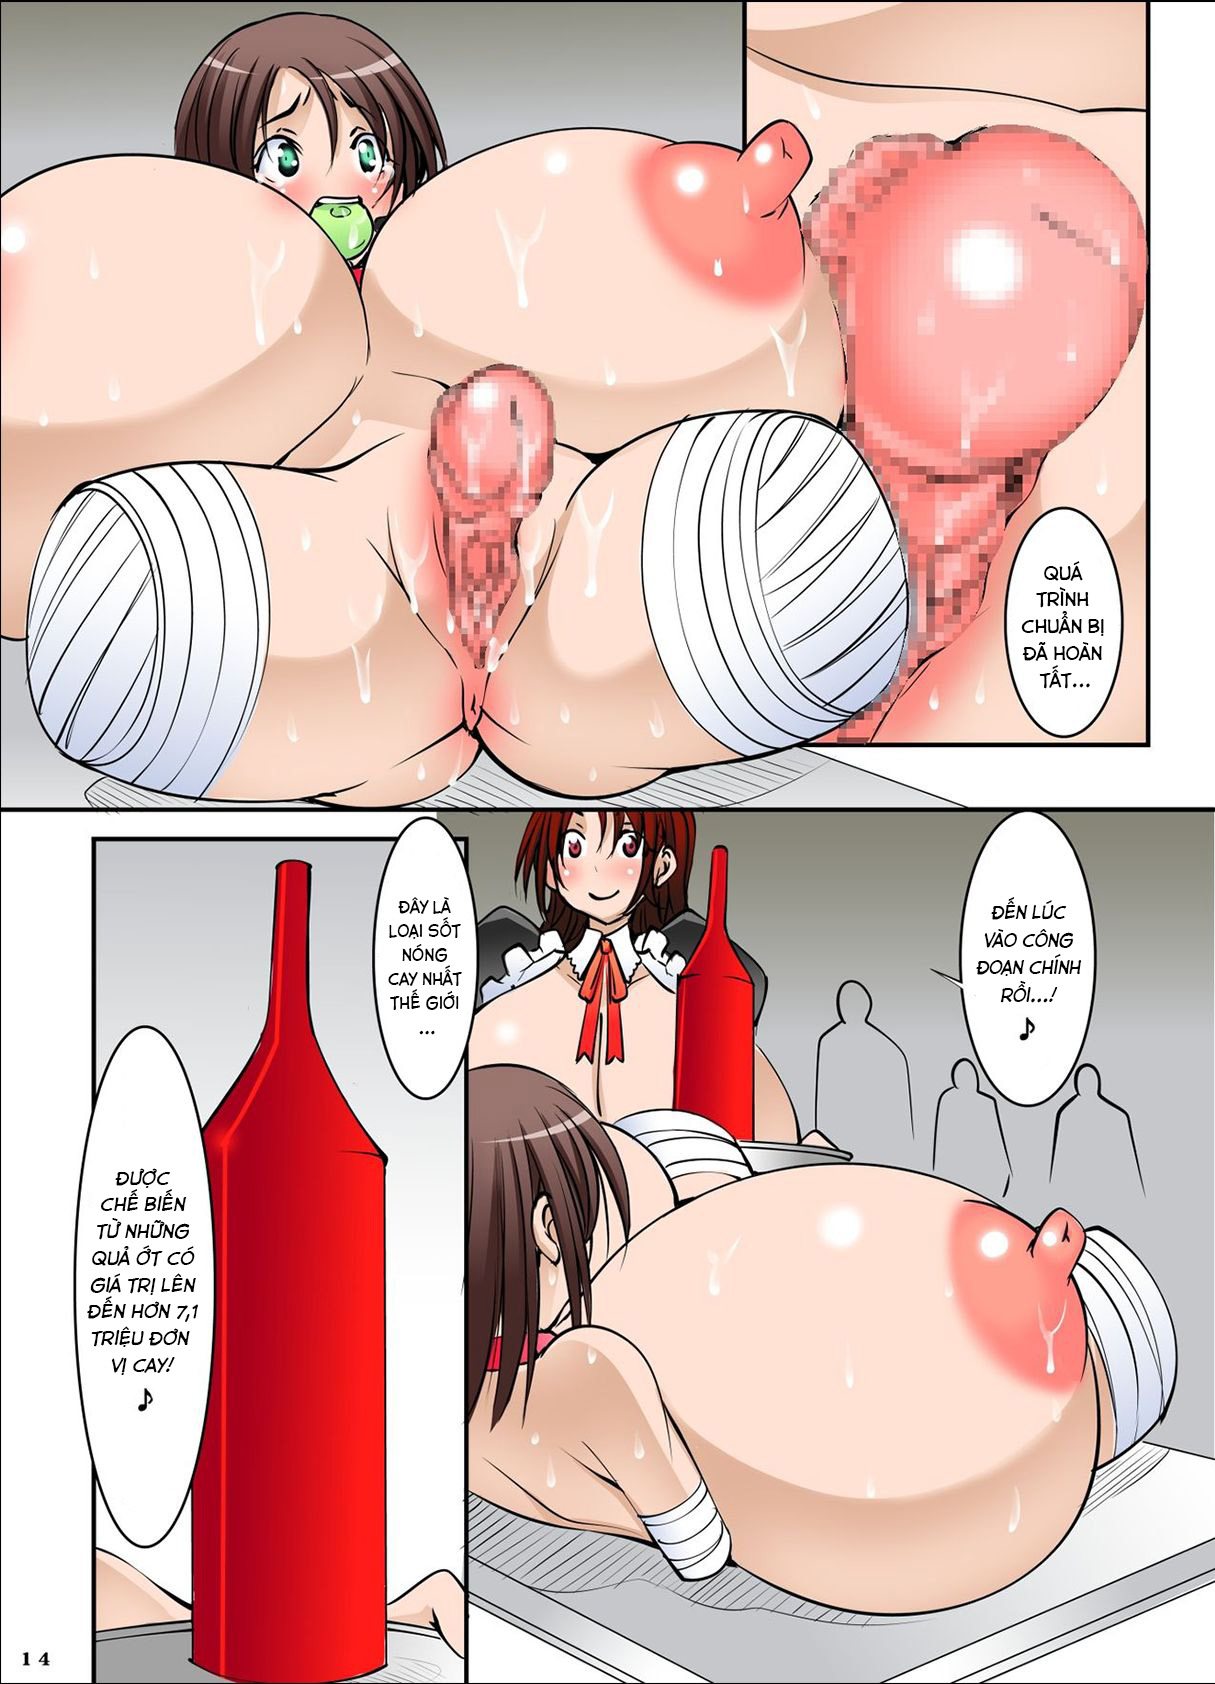 QUÁ
TRÌNH
CHUẨN BỊ
ĐÃ HOÀN
TẤT...
ĐẾN LÚC
VÀO CÔNG
ĐOẠN CHÍNH
RỒI...!
♪
ĐÂY LÀ
LOẠI SỐT
NÓNG
CAY NHẤT
THẾ GIỚI
...
ĐƯỢC
CHẾ BIẾN
TỪ NHỮNG
QUẢ ỚT CÓ
GIÁ TRỊ LÊN
ĐẾN HƠN 7,1
TRIỆU ĐƠN
VỊ CAY!
♪
14